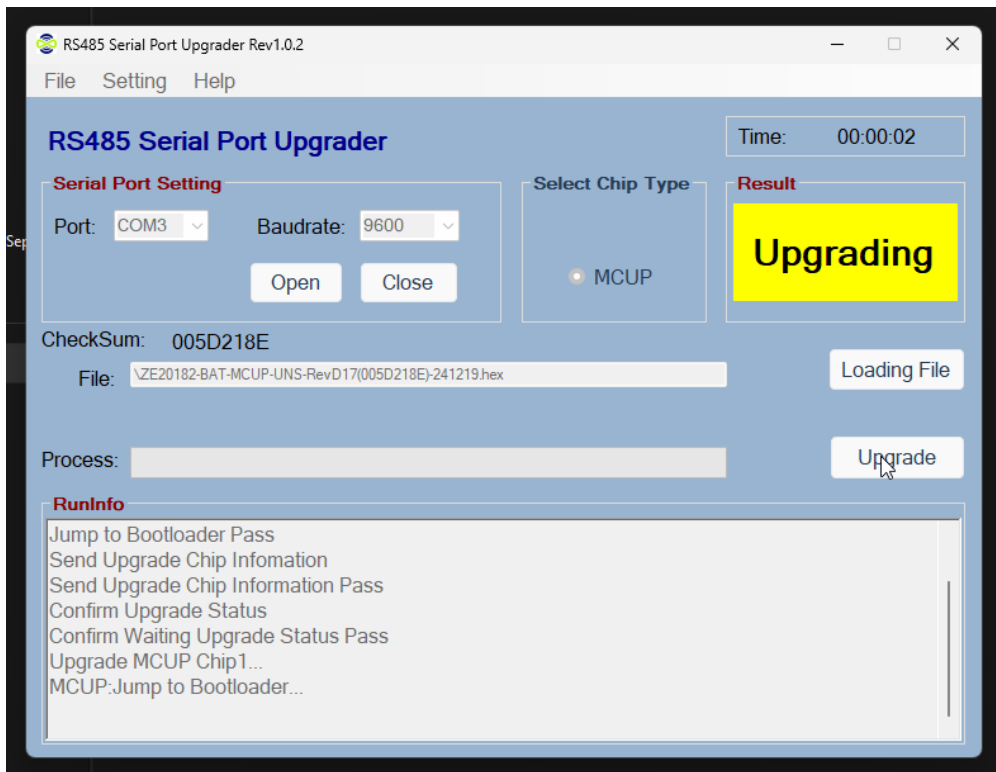 RS485 Serial Port Upgrader Rev1.0.2
File Setting Help
RS485 Serial Port Upgrader
Time: 00:00:02
Serial Port Setting
Port: COM3 Baudrate: 9600
Open Close
Select Chip Type
MCUP
Result
Upgrading
CheckSum: 005D218E
File: \ZE20182-BAT-MCUP-UNS-RevD17(005D218E)-241219.hex
Loading File
Process:
Upgrade
RunInfo
Jump to Bootloader Pass
Send Upgrade Chip Infomation
Send Upgrade Chip Information Pass
Confirm Upgrade Status
Confirm Waiting Upgrade Status Pass
Upgrade MCUP Chip1...
MCUP:Jump to Bootloader...
Sep